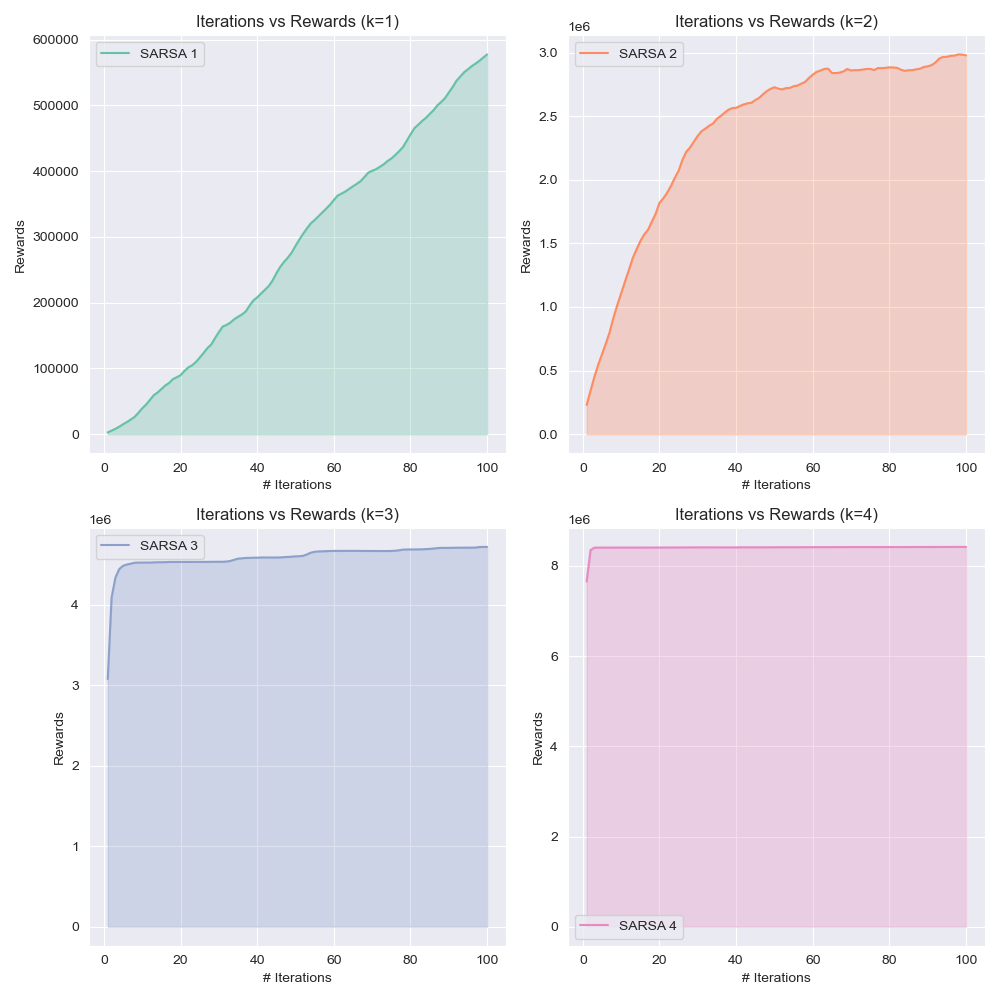 Iterations vs Rewards (k=1)
SARSA 1
600000
500000
400000
300000
200000
100000
0
Rewards
0 20 40 60 80 100
# Iterations
Iterations vs Rewards (k=2)
1e6
SARSA 2
3.0
2.5
2.0
1.5
1.0
0.5
0.0
Rewards
0 20 40 60 80 100
# Iterations
Iterations vs Rewards (k=3)
1e6
SARSA 3
4
3
2
1
0
Rewards
0 20 40 60 80 100
# Iterations
Iterations vs Rewards (k=4)
1e6
8
6
4
2
0
Rewards
SARSA 4
0 20 40 60 80 100
# Iterations